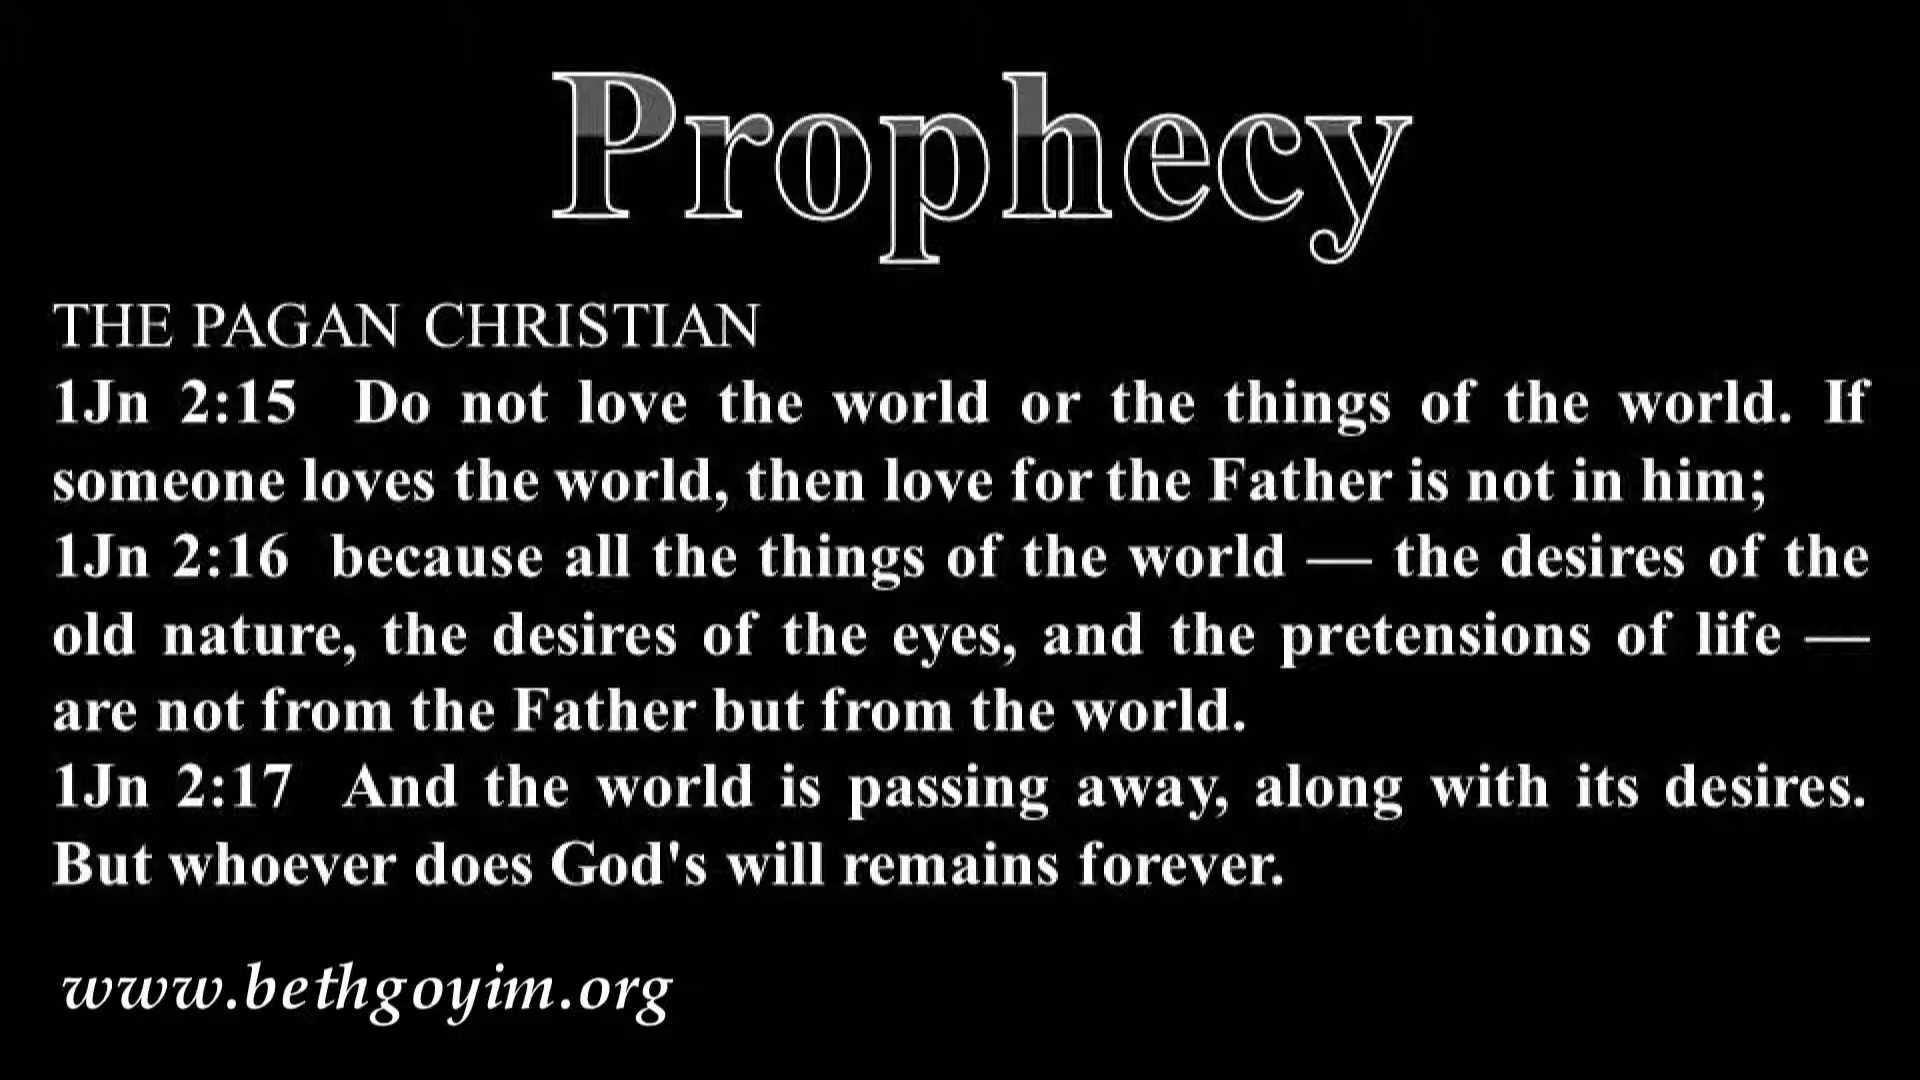 Prophecy
THE PAGAN CHRISTIAN
1Jn 2:15 Do not love the world or the things of the world. If
someone loves the world, then love for the Father is not in him;
1Jn 2:16 because all the things of the world — the desires of the
old nature, the desires of the eyes, and the pretensions of life —
are not from the Father but from the world.
1Jn 2:17 And the world is passing away, along with its desires.
But whoever does God's will remains forever.
www.bethgoyim.org